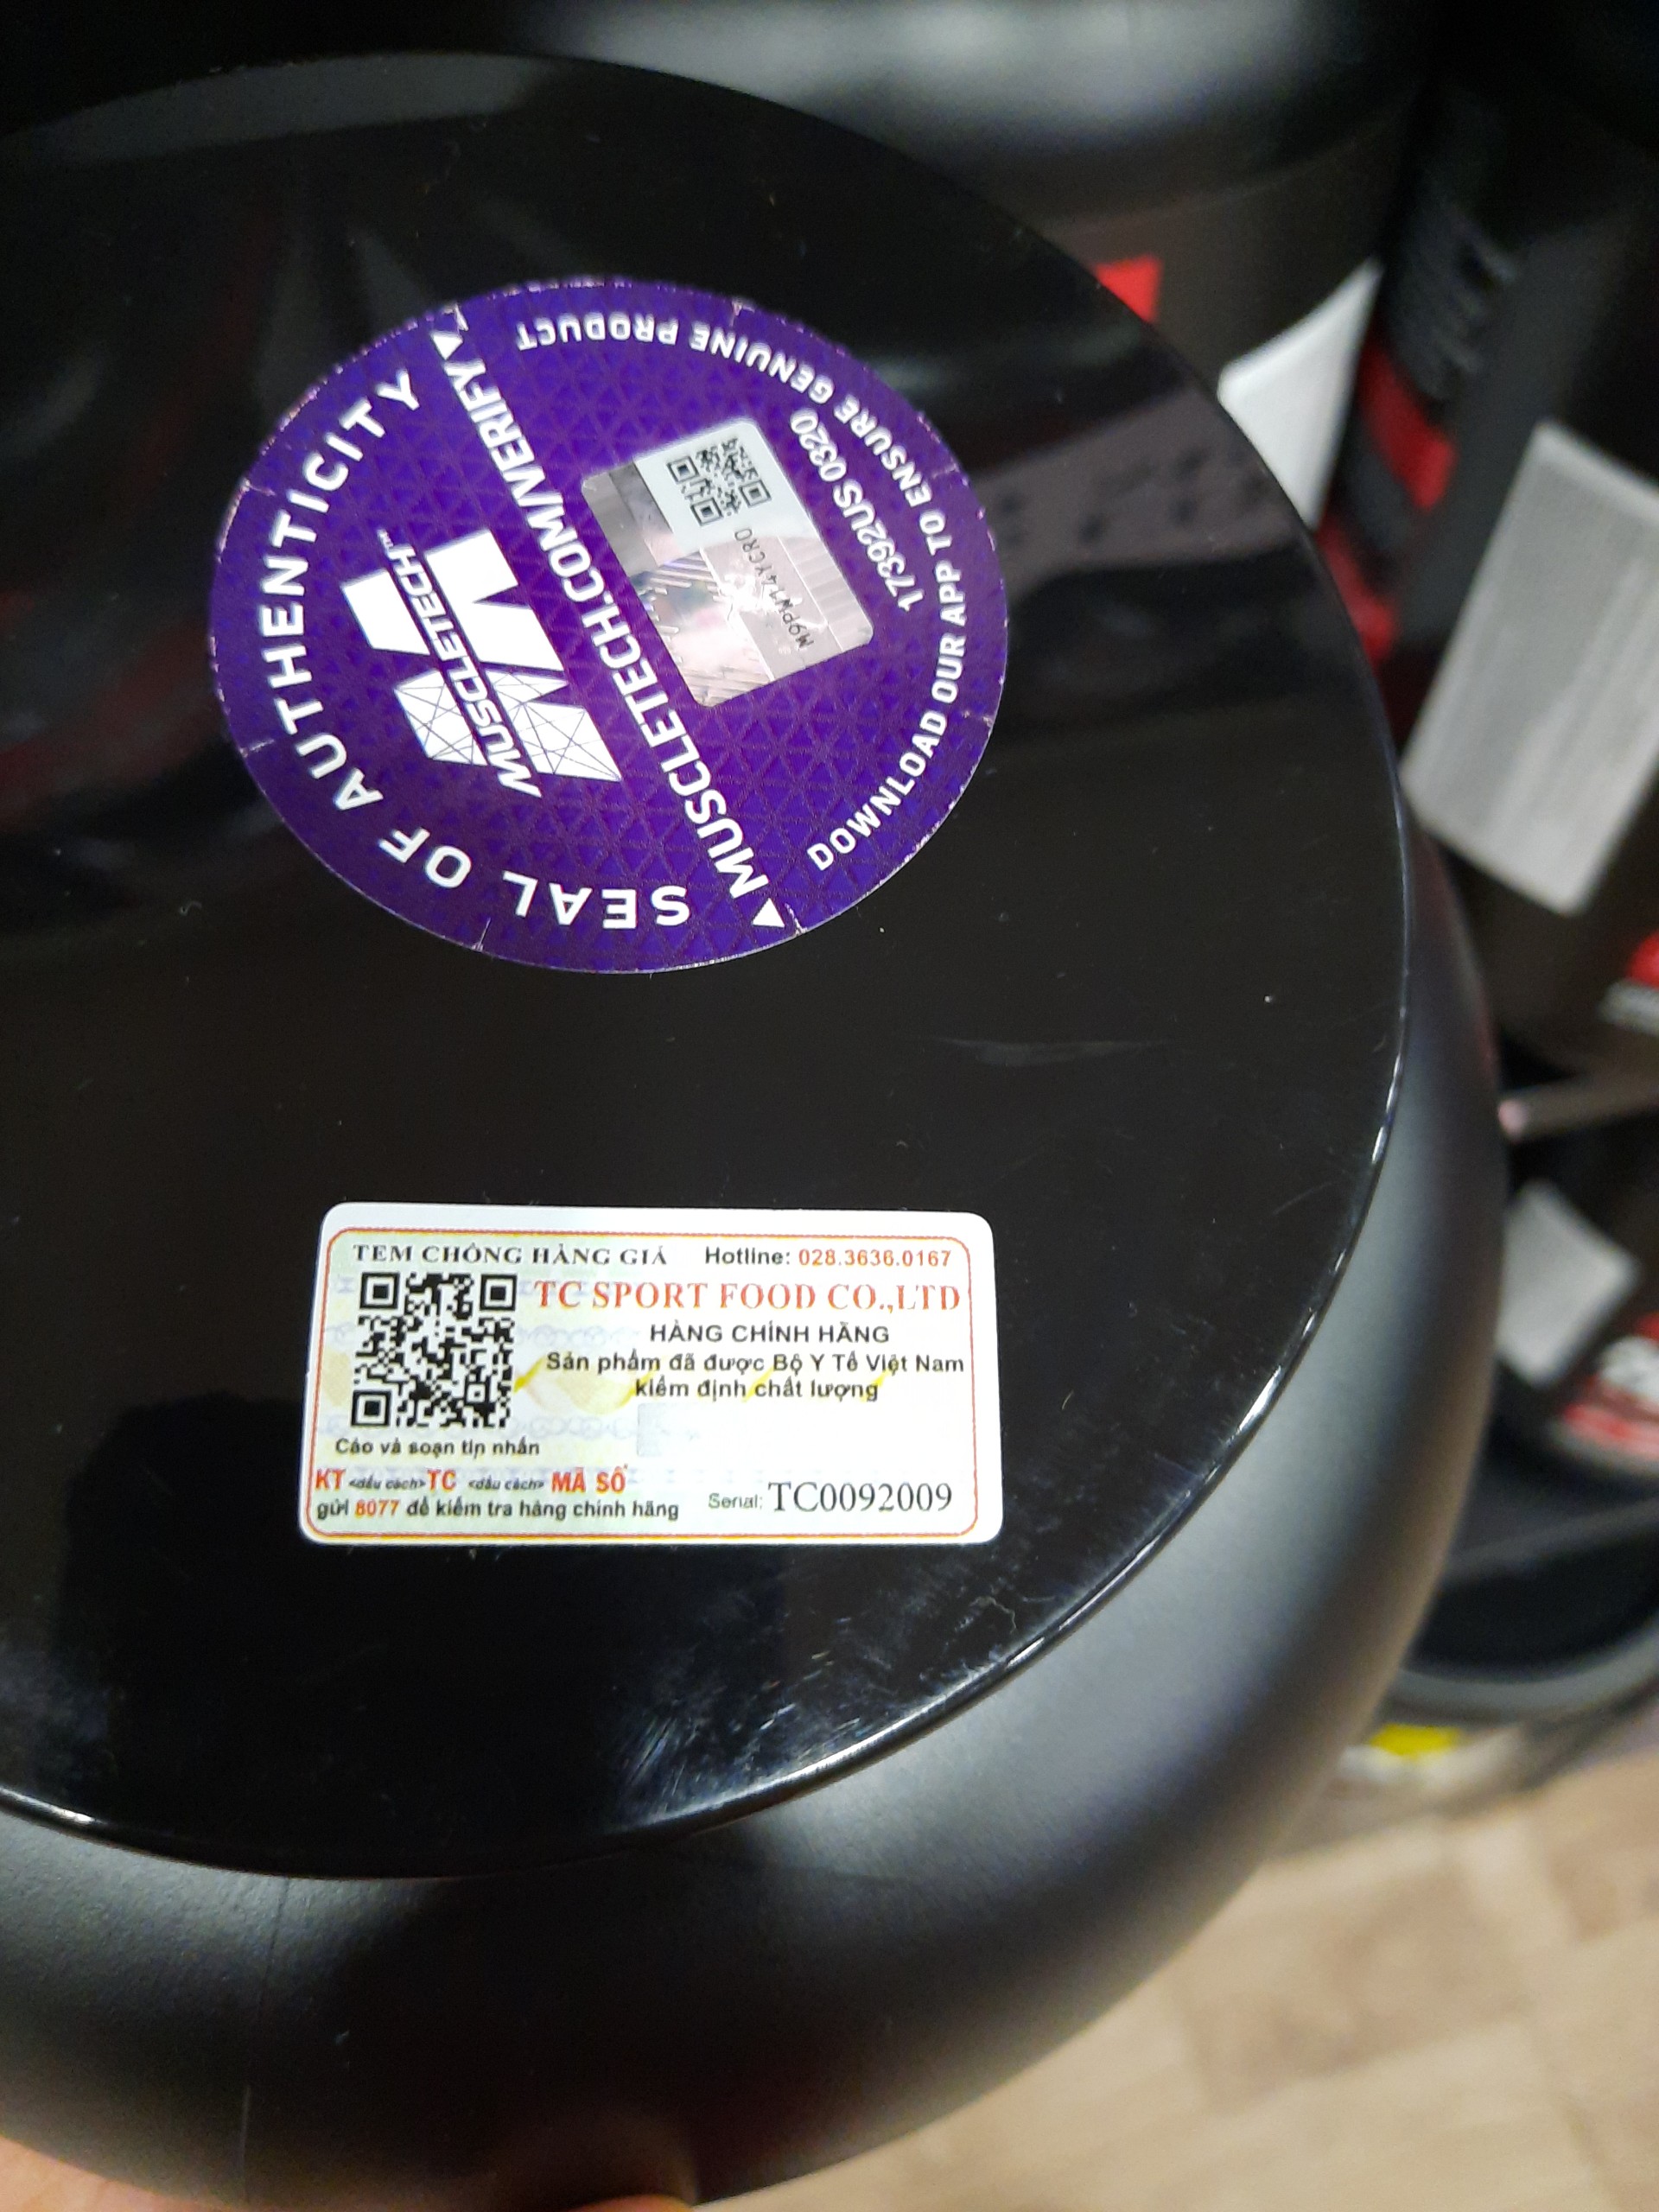 SEAL OF AUTHENTICITY
MUSCLETECH™
MUSCLETECH.COM/VERIFY
M9PW14YCRO
17392US 0320
DOWNLOAD OUR APP TO ENSURE GENUINE PRODUCT
TEM CHỐNG HÀNG GIẢ Hotline: 028.3636.0167
TC SPORT FOOD CO.,LTD
HÀNG CHÍNH HÃNG
Sản phẩm đã được Bộ Y Tế Việt Nam
kiểm định chất lượng
Cào và soạn tin nhắn
KT <dấu cách> TC <dấu cách> MÃ SỐ
gửi 8077 để kiểm tra hàng chính hãng
Serial: TC0092009